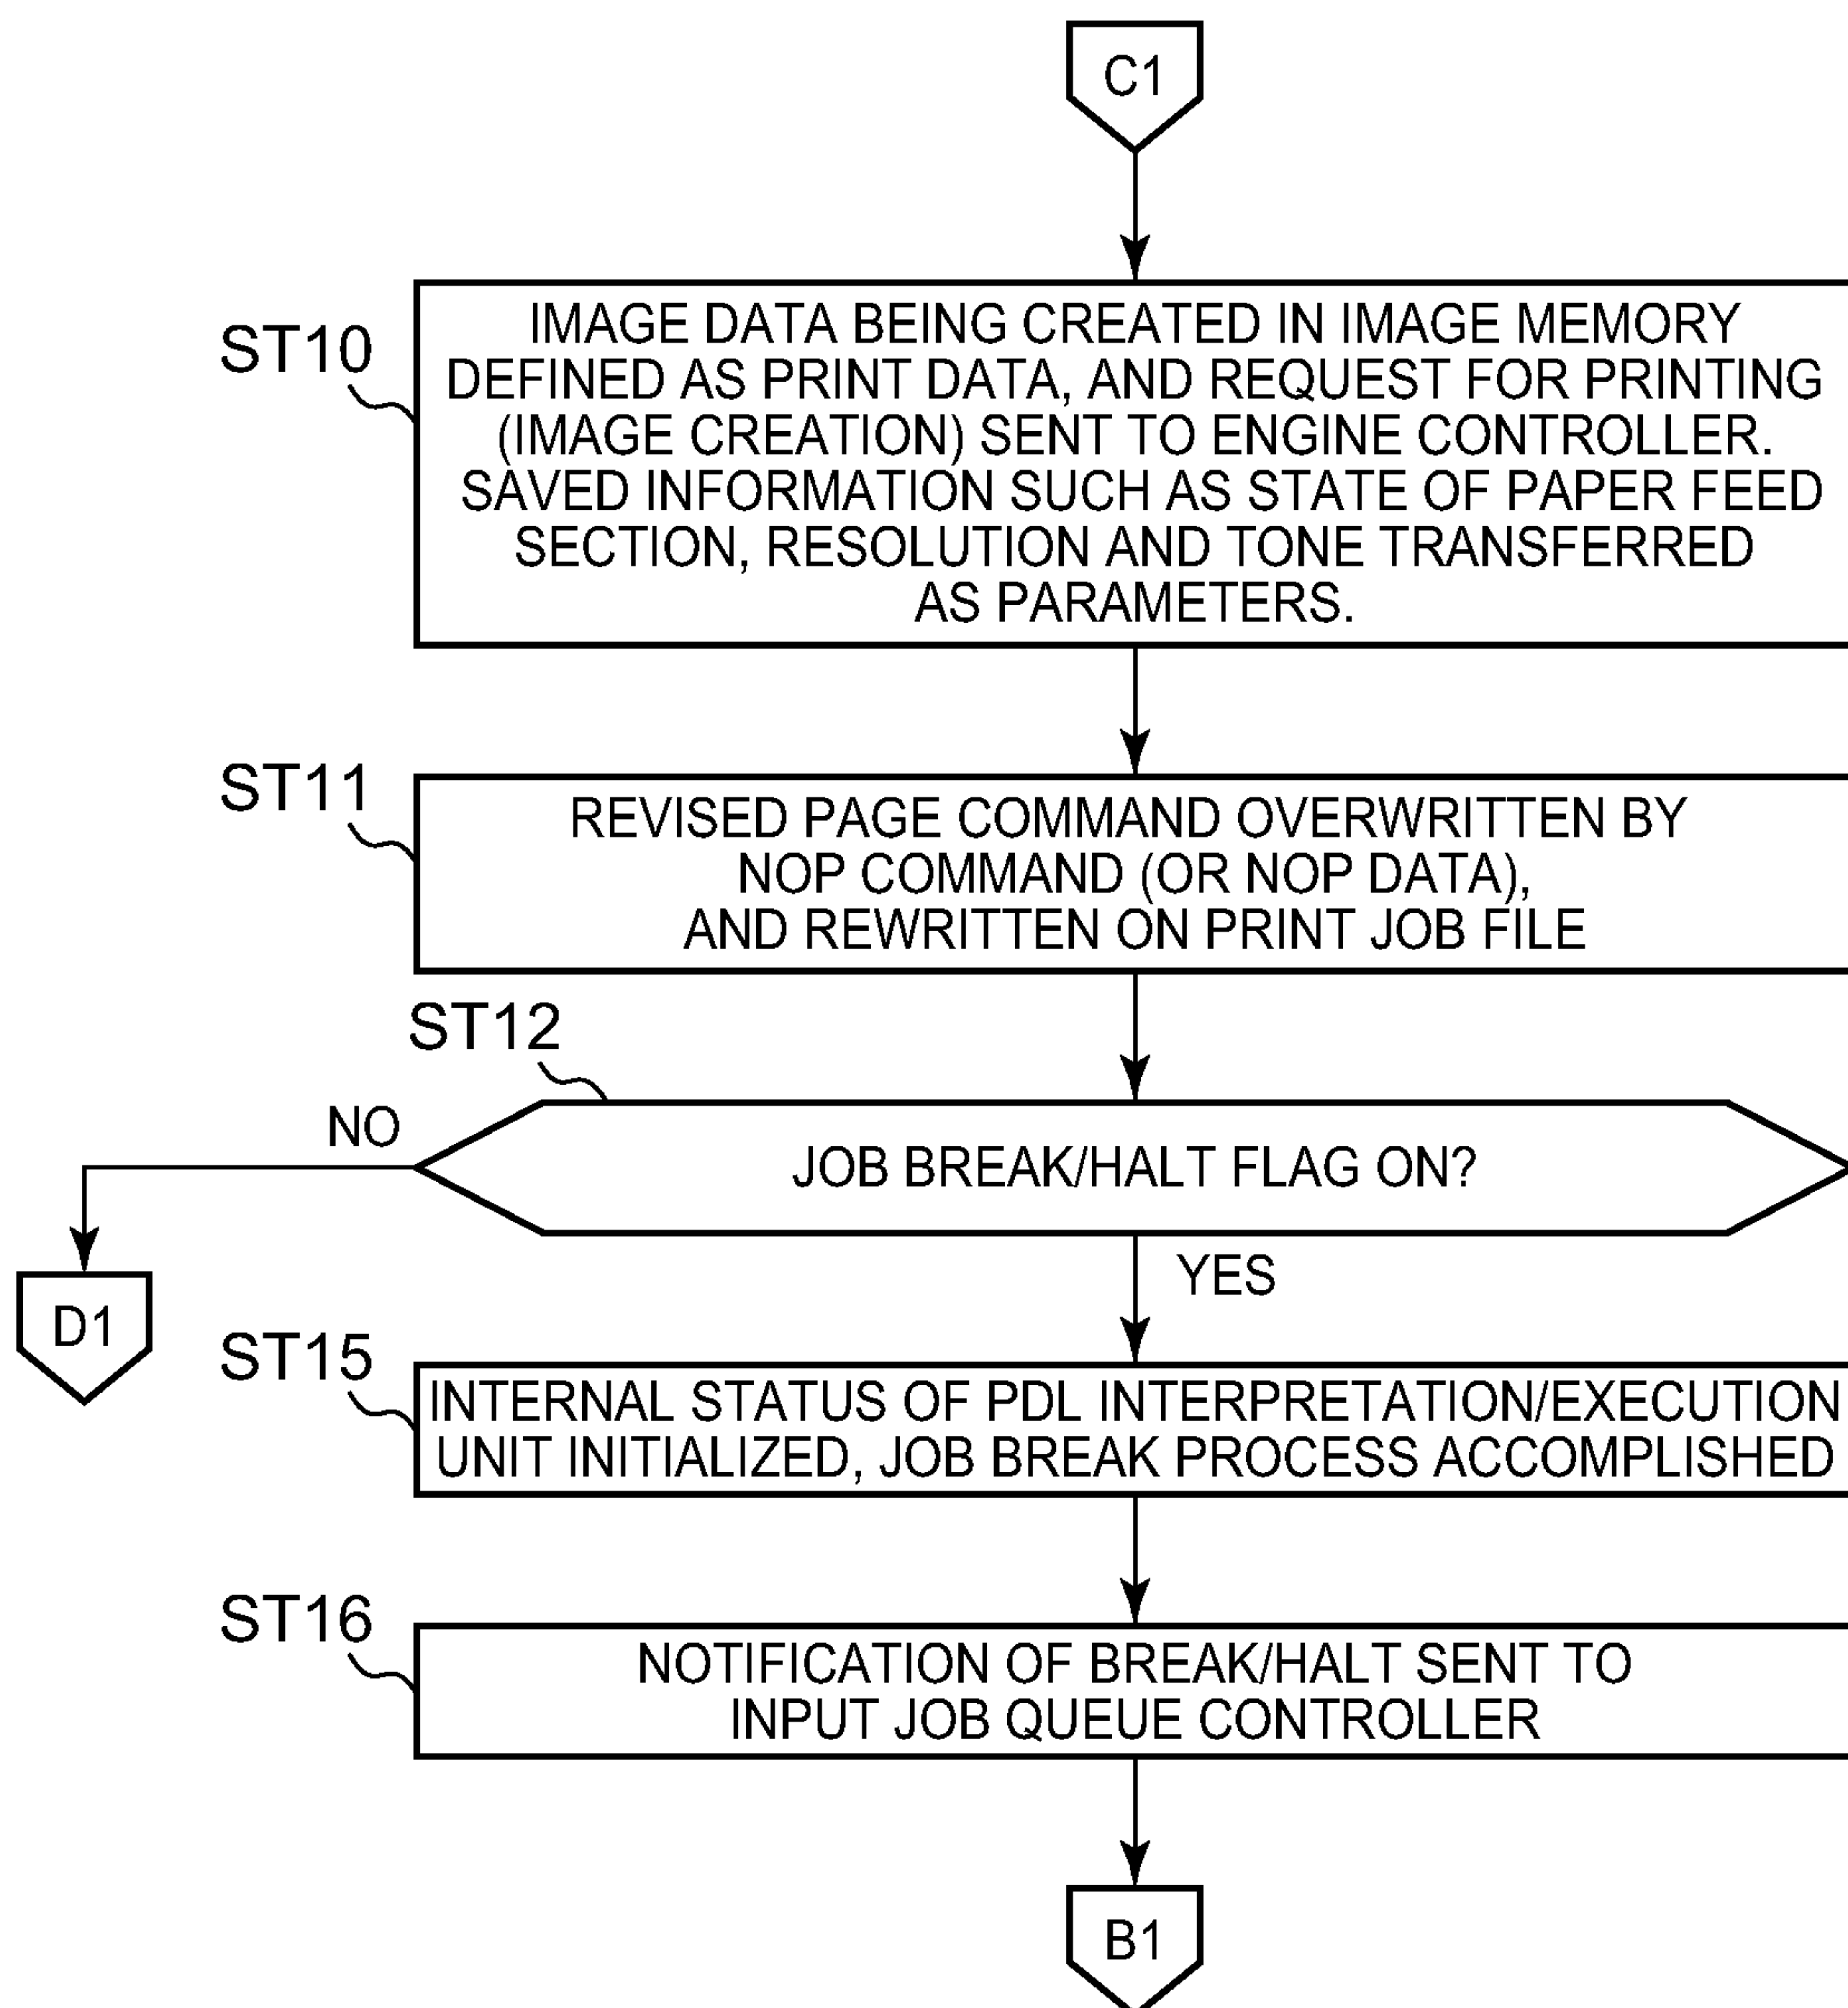 C1
ST10
IMAGE DATA BEING CREATED IN IMAGE MEMORY
DEFINED AS PRINT DATA, AND REQUEST FOR PRINTING
(IMAGE CREATION) SENT TO ENGINE CONTROLLER.
SAVED INFORMATION SUCH AS STATE OF PAPER FEED
SECTION, RESOLUTION AND TONE TRANSFERRED
AS PARAMETERS.
ST11
REVISED PAGE COMMAND OVERWRITTEN BY
NOP COMMAND (OR NOP DATA),
AND REWRITTEN ON PRINT JOB FILE
ST12
NO
JOB BREAK/HALT FLAG ON?
YES
D1
ST15
INTERNAL STATUS OF PDL INTERPRETATION/EXECUTION
UNIT INITIALIZED, JOB BREAK PROCESS ACCOMPLISHED
ST16
NOTIFICATION OF BREAK/HALT SENT TO
INPUT JOB QUEUE CONTROLLER
B1